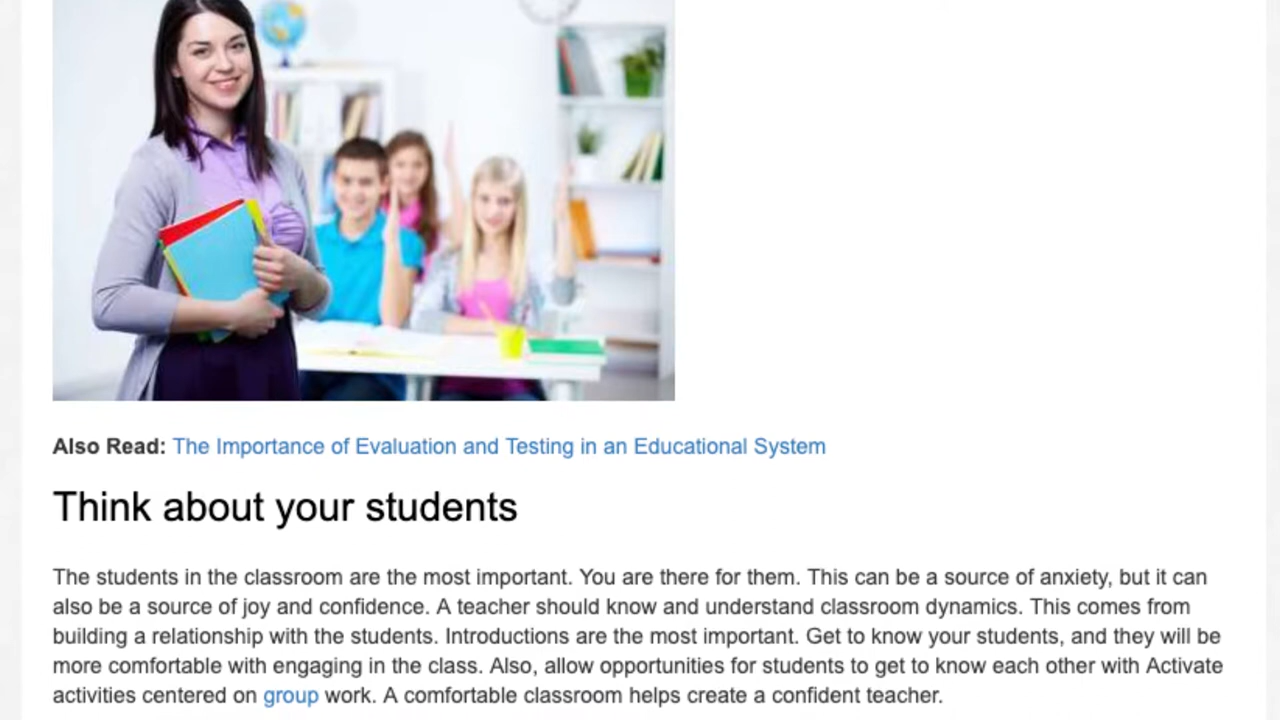 Also Read: The Importance of Evaluation and Testing in an Educational System
Think about your students
The students in the classroom are the most important. You are there for them. This can be a source of anxiety, but it can
also be a source of joy and confidence. A teacher should know and understand classroom dynamics. This comes from
building a relationship with the students. Introductions are the most important. Get to know your students, and they will be
more comfortable with engaging in the class. Also, allow opportunities for students to get to know each other with Activate
activities centered on group work. A comfortable classroom helps create a confident teacher.